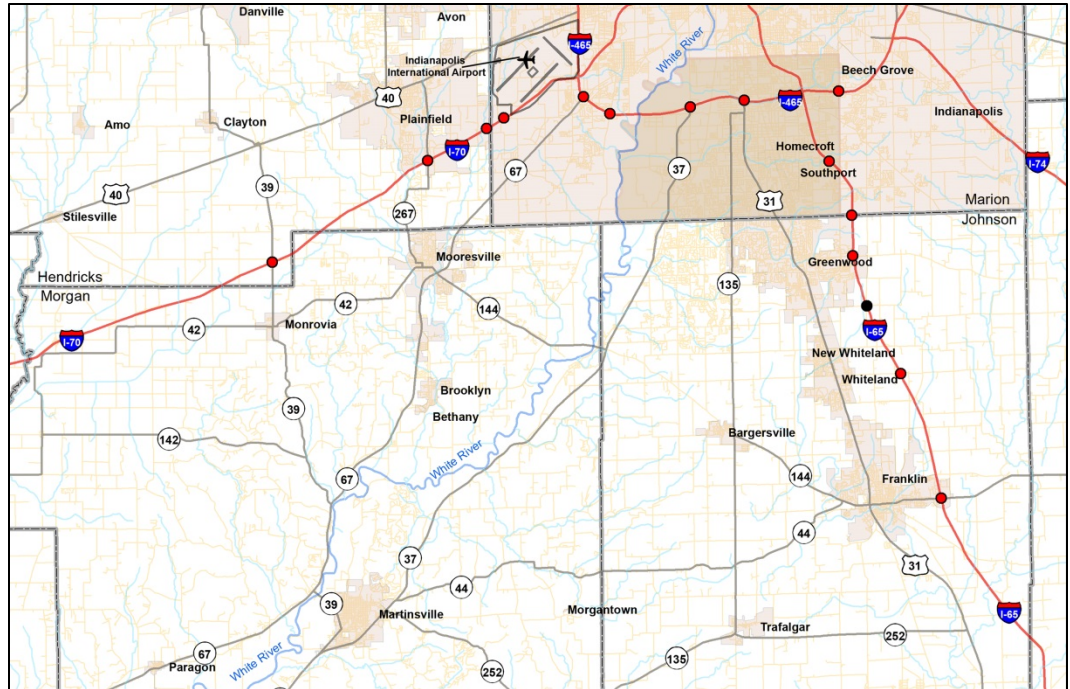 Danville
Avon
I-465
White River
Indianapolis
International Airport
Beech Grove
40
I-465
Amo
Clayton
Plainfield
Indianapolis
I-70
Homecroft
67
37
Southport
I-74
39
40
31
Stilesville
267
Marion
Johnson
Mooresville
Greenwood
Hendricks
Morgan
135
42
144
Monrovia
42
I-70
I-65
New Whiteland
Whiteland
Brooklyn
39
Bethany
Bargersville
142
White River
67
Franklin
144
44
37
31
44
39
Martinsville
Morgantown
I-65
Trafalgar
252
67
Paragon
135
White River
252